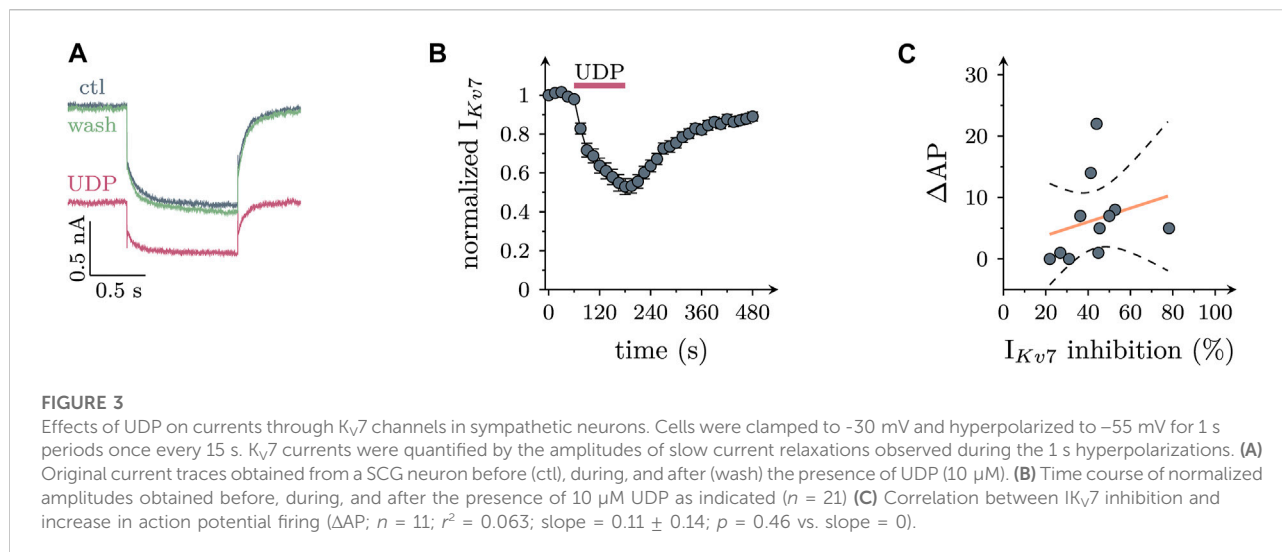 A
ctl
wash
UDP
0.5 nA
0.5 s
B
UDP
normalized I_Kv7
1
0.8
0.6
0.4
0.2
0
0 120 240 360 480
time (s)
C
ΔAP
30
20
10
0
0 20 40 60 80 100
I_Kv7 inhibition (%)
FIGURE 3
Effects of UDP on currents through K_V7 channels in sympathetic neurons. Cells were clamped to -30 mV and hyperpolarized to –55 mV for 1 s
periods once every 15 s. K_V7 currents were quantified by the amplitudes of slow current relaxations observed during the 1 s hyperpolarizations. (A)
Original current traces obtained from a SCG neuron before (ctl), during, and after (wash) the presence of UDP (10 µM). (B) Time course of normalized
amplitudes obtained before, during, and after the presence of 10 µM UDP as indicated (n = 21) (C) Correlation between IK_V7 inhibition and
increase in action potential firing (ΔAP; n = 11; r² = 0.063; slope = 0.11 ± 0.14; p = 0.46 vs. slope = 0).